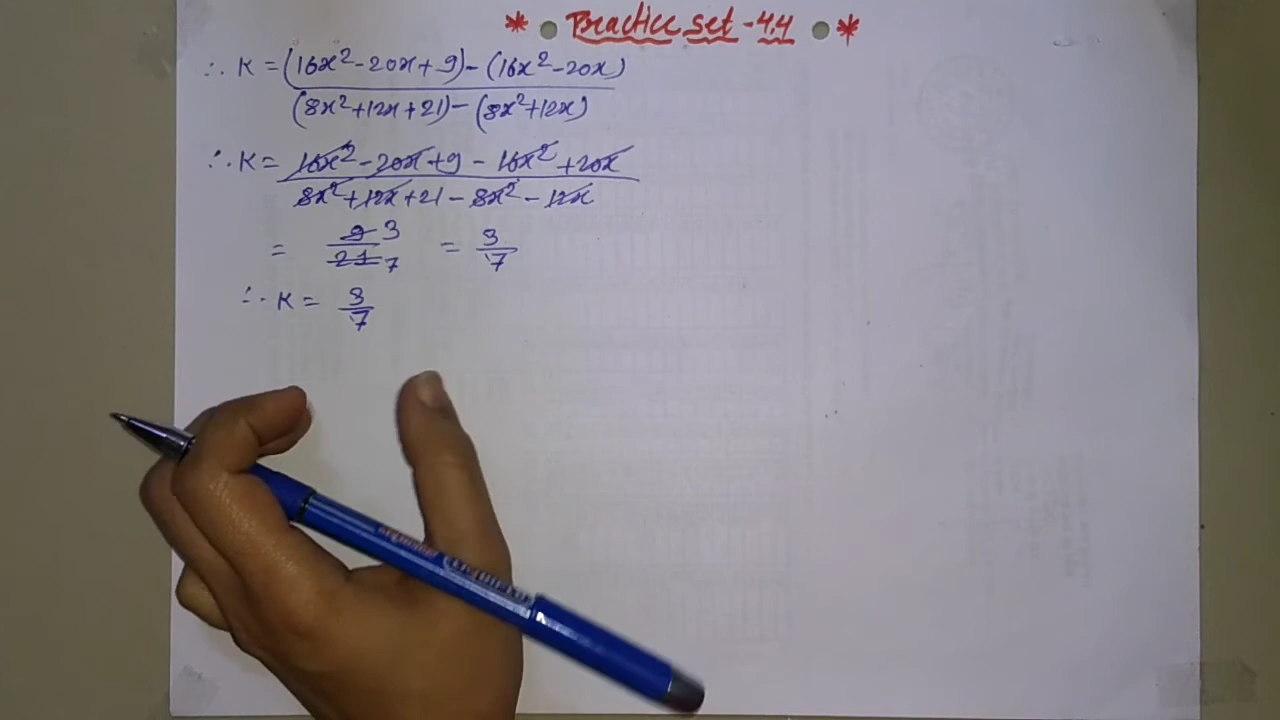 * Practice set - 4.4 *
∴ K = (16x² - 20x + 9) - (16x² - 20x)
(8x² + 12x + 21) - (8x² + 12x)
∴ K = 16x² - 20x + 9 - 16x² + 20x
8x² + 12x + 21 - 8x² - 12x
= 9 3 / 21 7 = 3/7
∴ K = 3/7